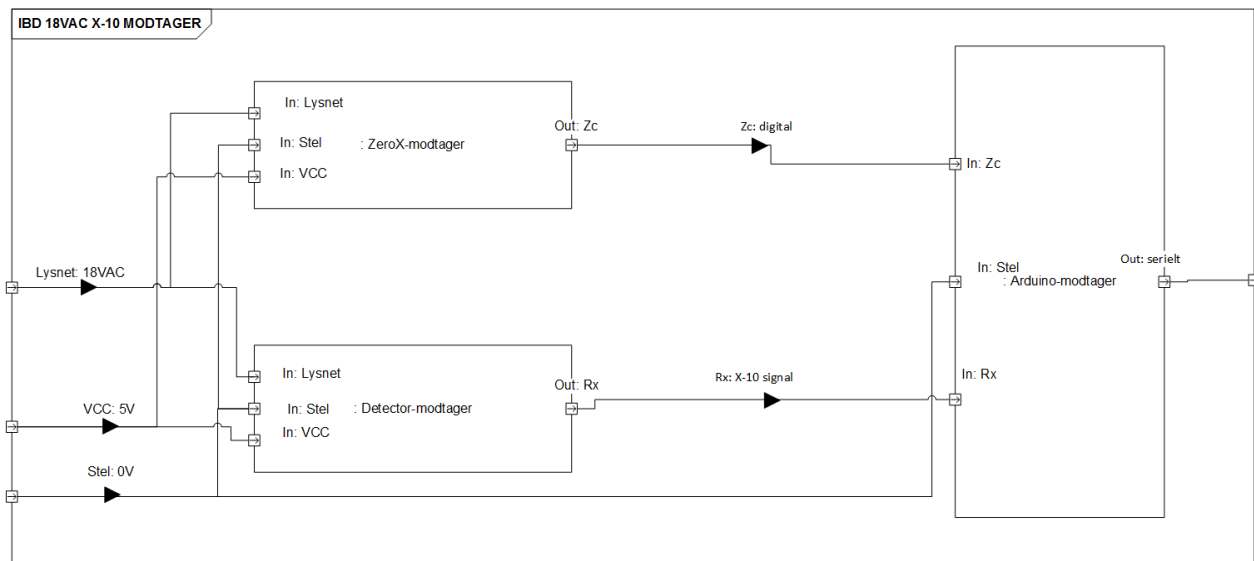 IBD 18VAC X-10 MODTAGER
In: Lysnet
In: Stel
: ZeroX-modtager
In: VCC
Out: Zc
Zc: digital
In: Zc
Lysnet: 18VAC
In: Stel
: Arduino-modtager
Out: serielt
In: Lysnet
In: Stel
: Detector-modtager
In: VCC
Out: Rx
Rx: X-10 signal
In: Rx
VCC: 5V
Stel: 0V